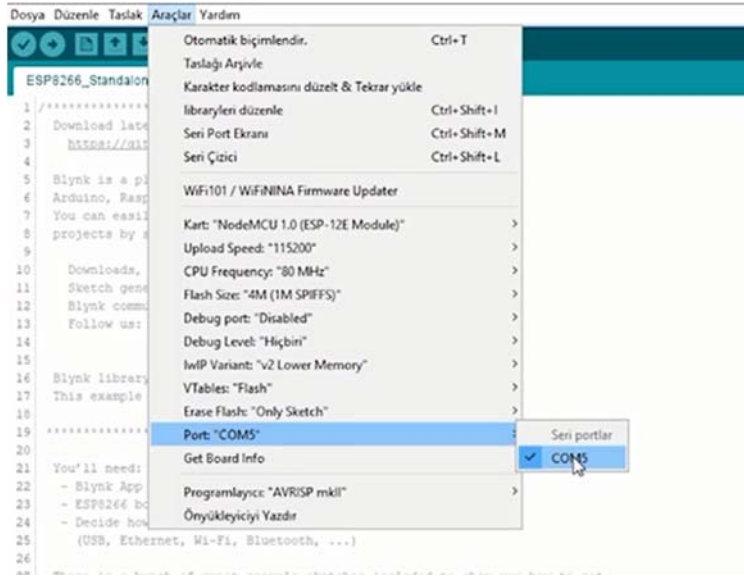 Dosya Düzenle Taslak Araçlar Yardım
Otomatik biçimlendir. Ctrl+T
Taslağı Arşivle
Karakter kodlamasını düzelt & Tekrar yükle
libraryleri düzenle Ctrl+Shift+I
Seri Port Ekranı Ctrl+Shift+M
Seri Çizici Ctrl+Shift+L
WiFi101 / WiFiNINA Firmware Updater
Kart: "NodeMCU 1.0 (ESP-12E Module)"
Upload Speed: "115200"
CPU Frequency: "80 MHz"
Flash Size: "4M (1M SPIFFS)"
Debug port: "Disabled"
Debug Level: "Hiçbiri"
lwIP Variant: "v2 Lower Memory"
VTables: "Flash"
Erase Flash: "Only Sketch"
Port: "COM5"
Get Board Info
Programlayıcı: "AVRISP mkII"
Önyükleyiciyi Yazdır
Seri portlar
COM5
ESP8266_Standalon
1 /***************
2 Download late
3 https://git
4
5 Blynk is a pl
6 Arduino, Rasp
7 You can easil
8 projects by s
9
10 Downloads,
11 Sketch gene
12 Blynk commu
13 Follow us:
14
15
16 Blynk library
17 This example
18
19 **************
20
21 You'll need:
22 - Blynk App
23 - ESP8266 bo
24 - Decide how
25 (USB, Ethernet, Wi-Fi, Bluetooth, ...)
26